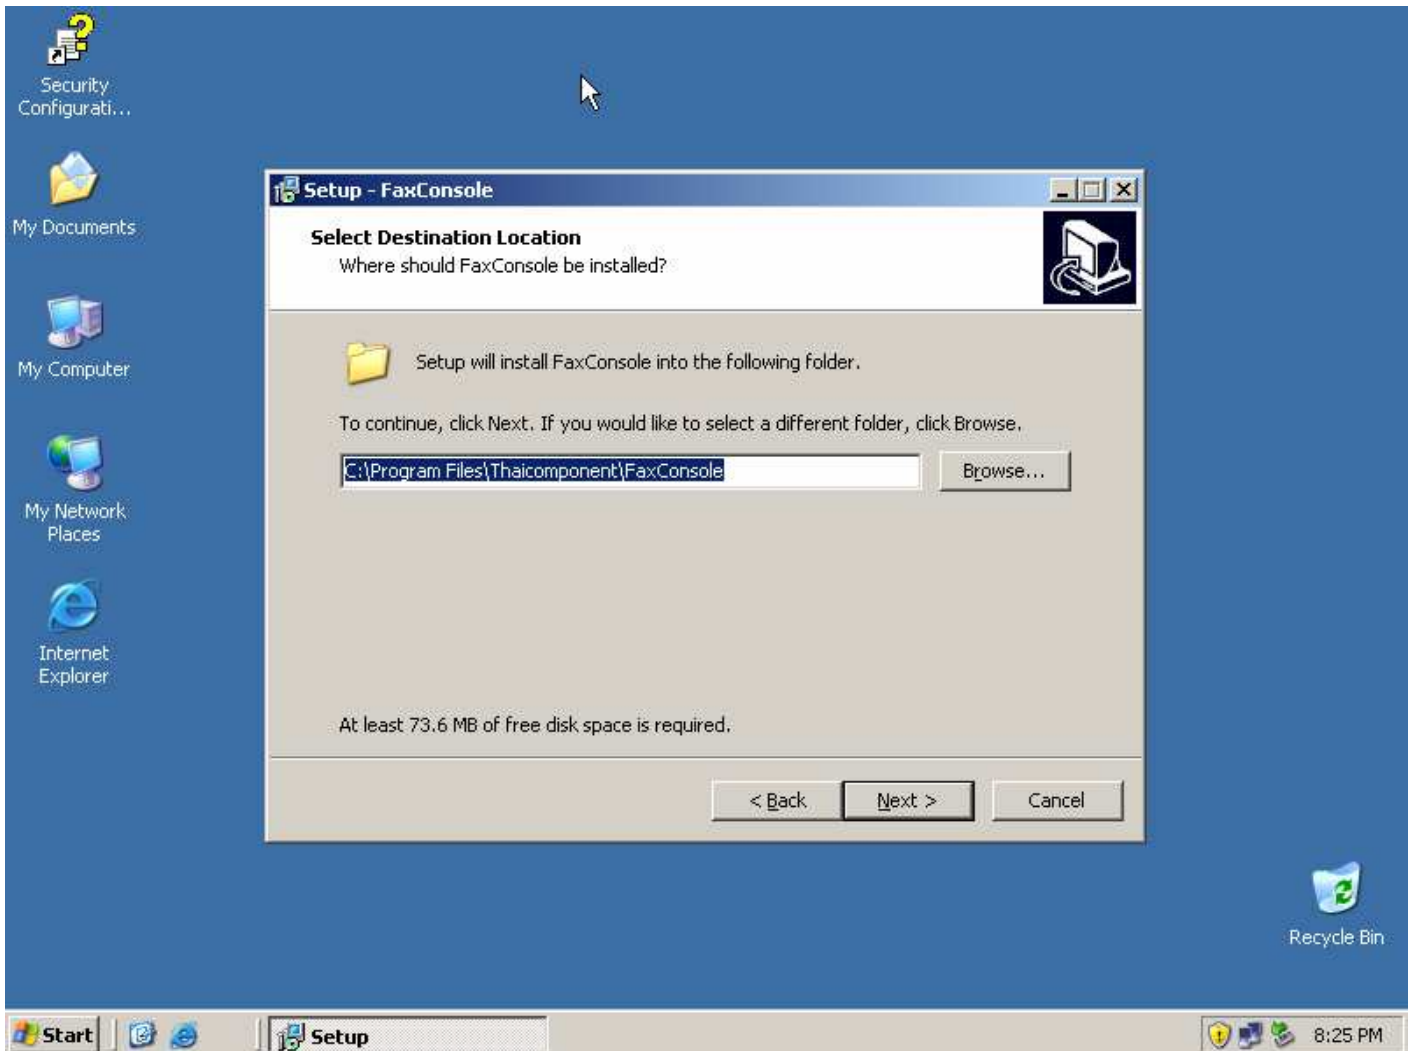 Security
Configurati...
My Documents
My Computer
My Network
Places
Internet
Explorer
Setup - FaxConsole
Select Destination Location
Where should FaxConsole be installed?
Setup will install FaxConsole into the following folder.
To continue, click Next. If you would like to select a different folder, click Browse.
C:\Program Files\Thaicomponent\FaxConsole
Browse...
At least 73.6 MB of free disk space is required.
< Back
Next >
Cancel
Recycle Bin
Start
Setup
8:25 PM